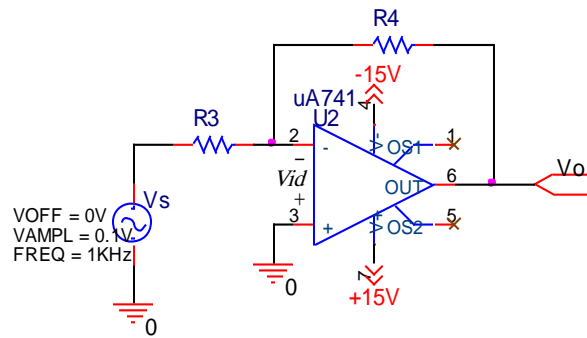 R4
-15V
uA741
U2
4
R3
2
-
V-
OS1
1
−
Vid
+
OUT
6
Vo
Vs
VOFF = 0V
VAMPL = 0.1V
FREQ = 1KHz
3
+
V+
OS2
5
7
0
+15V
0